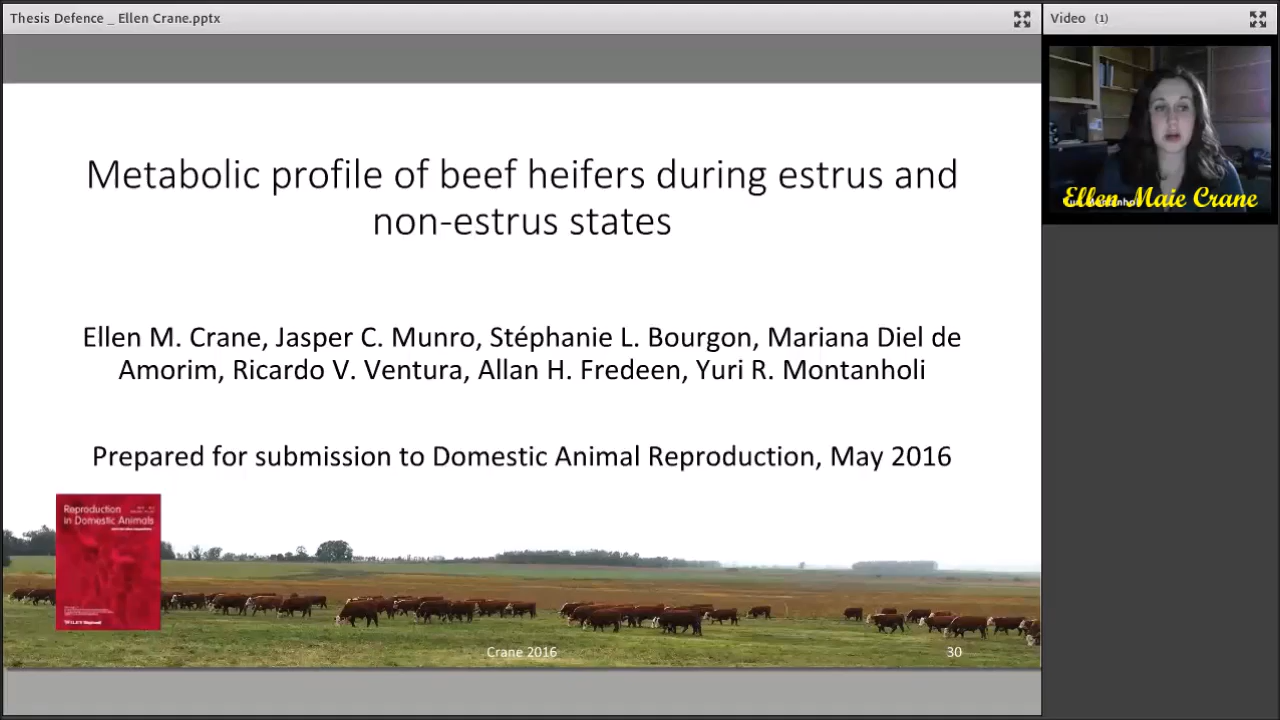 Thesis Defence _ Ellen Crane.pptx
Video (1)
Ellen Maie Crane
Metabolic profile of beef heifers during estrus and
non-estrus states
Ellen M. Crane, Jasper C. Munro, Stéphanie L. Bourgon, Mariana Diel de
Amorim, Ricardo V. Ventura, Allan H. Fredeen, Yuri R. Montanholi
Prepared for submission to Domestic Animal Reproduction, May 2016
Reproduction
in Domestic Animals
Crane 2016
30